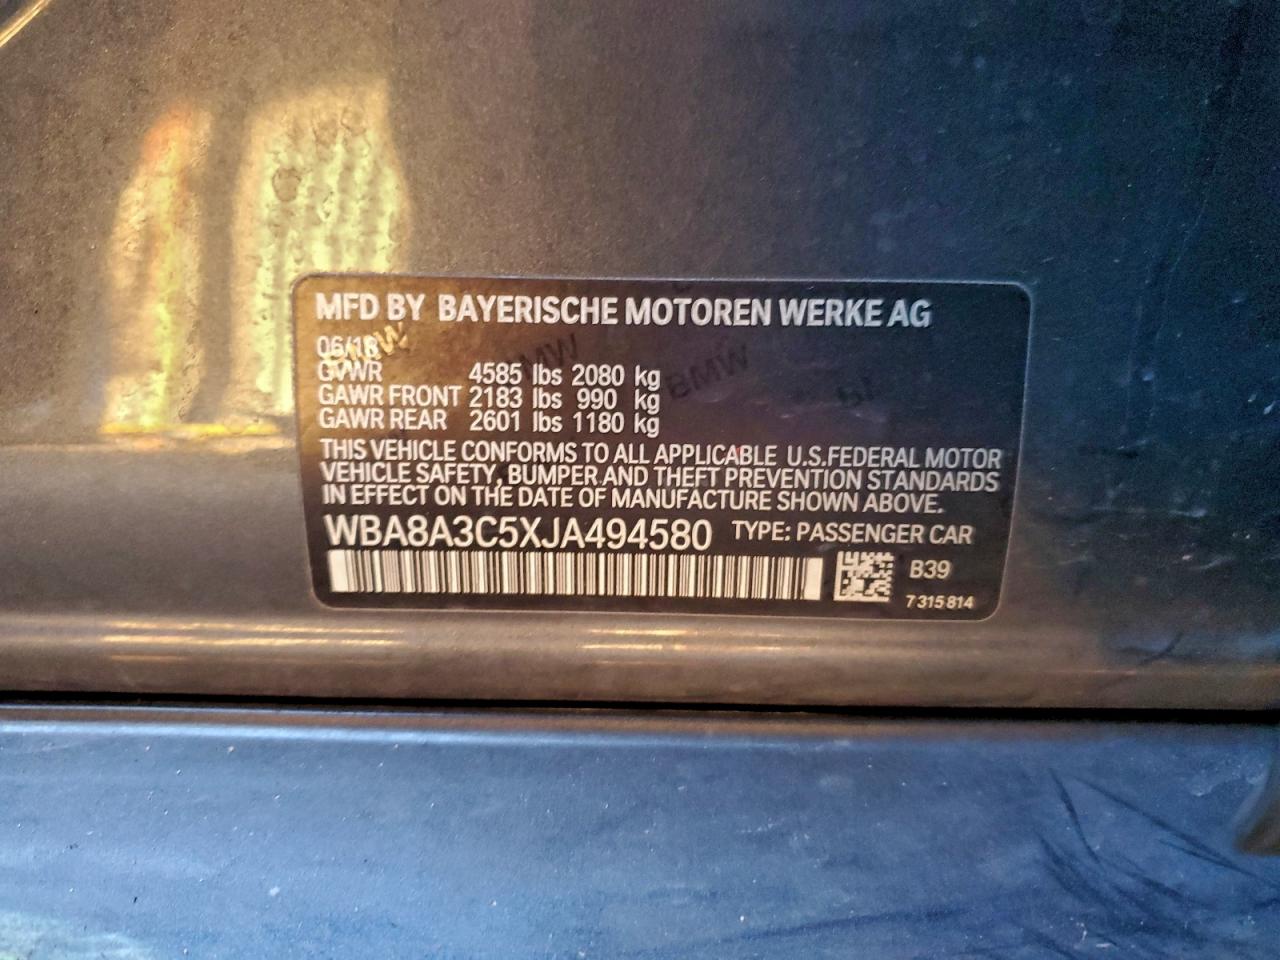 MFD BY BAYERISCHE MOTOREN WERKE AG
06/18
GVWR 4585 lbs 2080 kg
GAWR FRONT 2183 lbs 990 kg
GAWR REAR 2601 lbs 1180 kg
THIS VEHICLE CONFORMS TO ALL APPLICABLE U.S.FEDERAL MOTOR
VEHICLE SAFETY, BUMPER AND THEFT PREVENTION STANDARDS
IN EFFECT ON THE DATE OF MANUFACTURE SHOWN ABOVE.
WBA8A3C5XJA494580 TYPE: PASSENGER CAR
B39
7 315 814
BMW
BMW
BMW